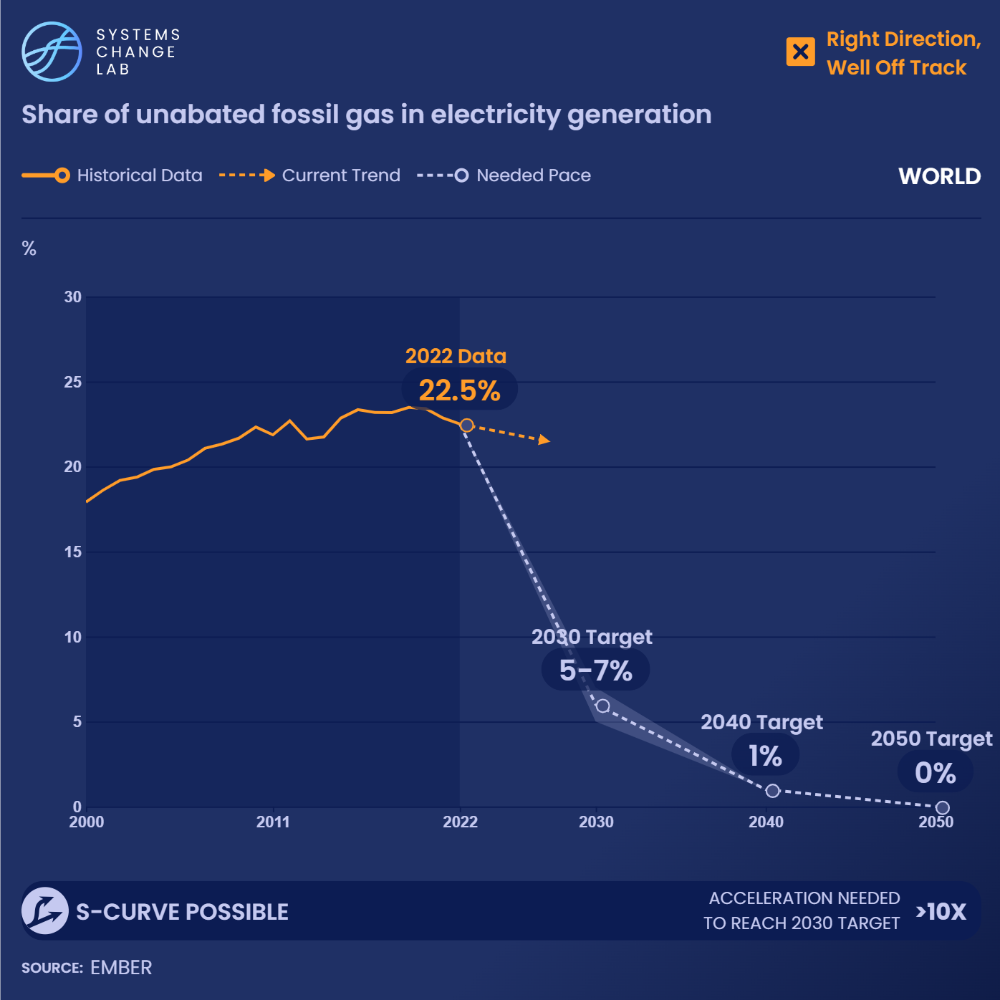 SYSTEMS
CHANGE
LAB
Right Direction,
Well Off Track
Share of unabated fossil gas in electricity generation
Historical Data
Current Trend
Needed Pace
WORLD
%
30
25
20
15
10
5
0
2022 Data
22.5%
2030 Target
5–7%
2040 Target
1%
2050 Target
0%
2000
2011
2022
2030
2040
2050
S-CURVE POSSIBLE
ACCELERATION NEEDED
TO REACH 2030 TARGET
>10X
SOURCE: EMBER